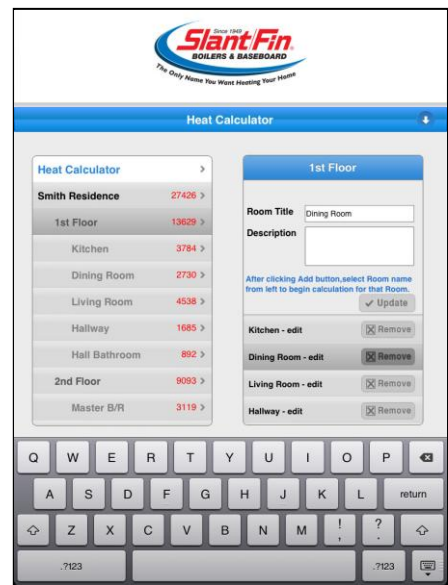 Since 1949
Slant/Fin.
BOILERS & BASEBOARD
The Only Name You Want Heating Your Home
Heat Calculator
Heat Calculator >
Smith Residence 27426 >
1st Floor 13629 >
Kitchen 3784 >
Dining Room 2730 >
Living Room 4538 >
Hallway 1685 >
Hall Bathroom 892 >
2nd Floor 9093 >
Master B/R 3119 >
1st Floor
Room Title Dining Room
Description
After clicking Add button,select Room name
from left to begin calculation for that Room.
Update
Kitchen - edit Remove
Dining Room - edit Remove
Living Room - edit Remove
Hallway - edit Remove
Q W E R T Y U I O P
A S D F G H J K L return
Z X C V B N M ! , ? .
.?123 .?123